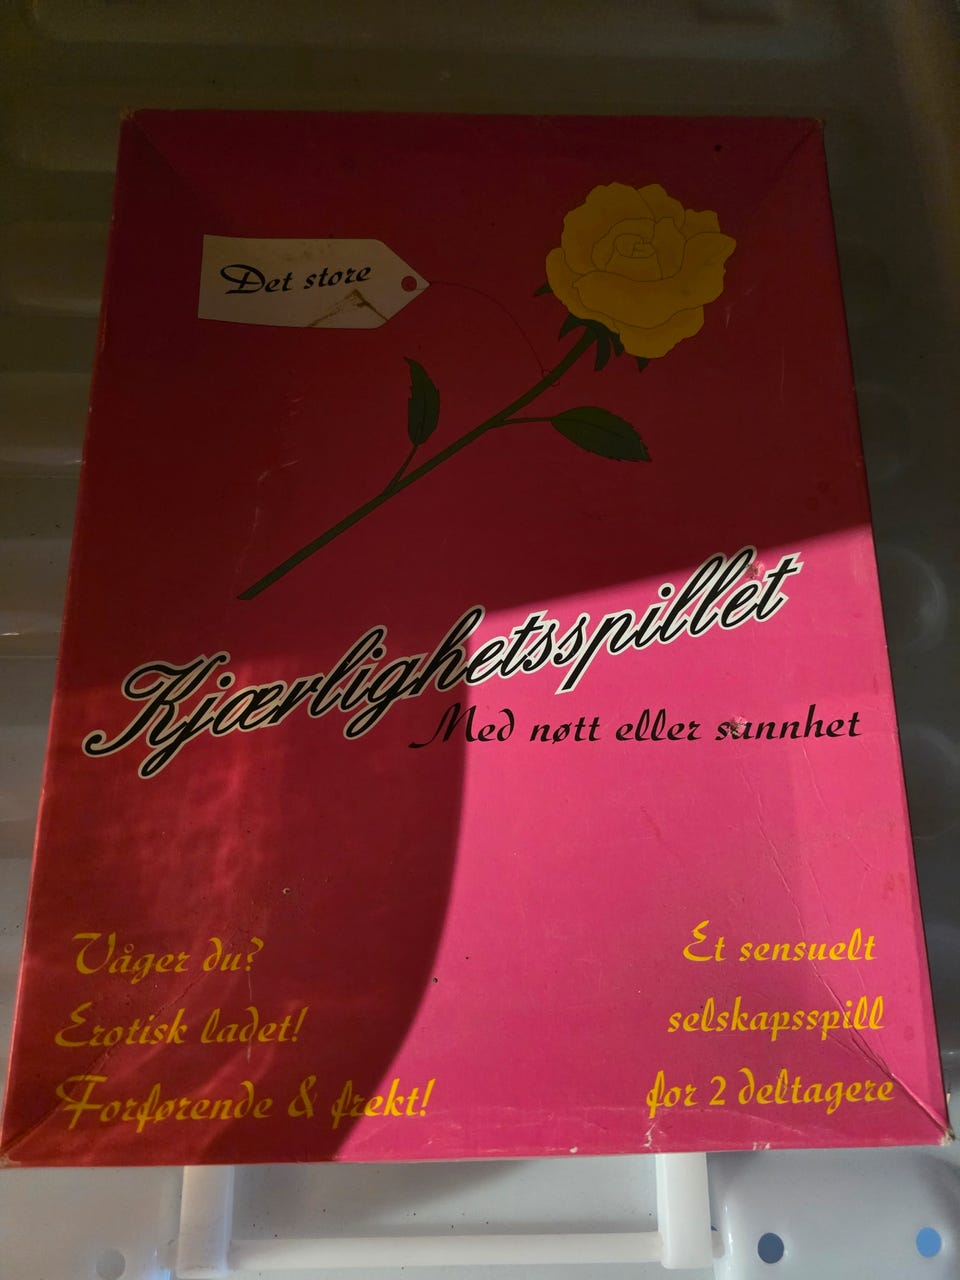 Det store
Kjærlighetsspillet
Med nøtt eller sannhet
Våger du?
Erotisk ladet!
Forførende & frekt!
Et sensuelt
selskapsspill
for 2 deltagere